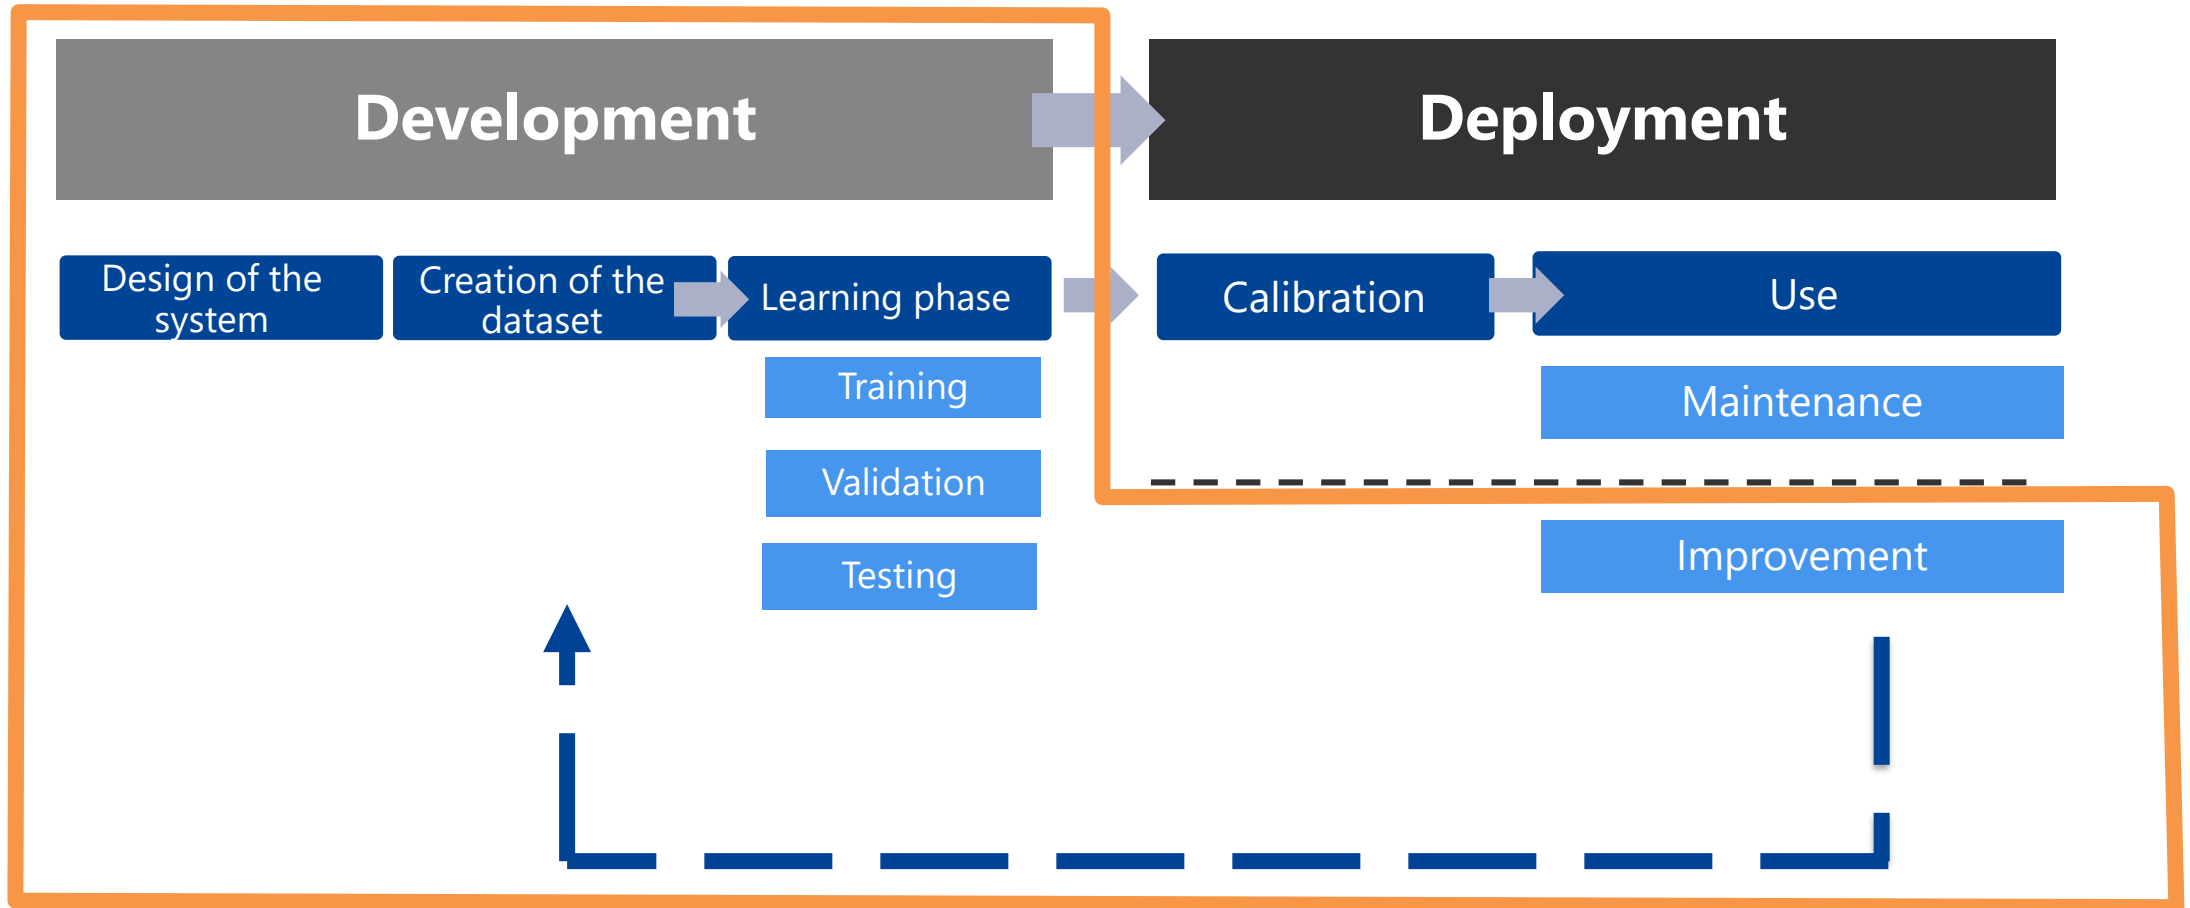 Development
Deployment
Design of the
system
Creation of the
dataset
Learning phase
Calibration
Use
Training
Validation
Testing
Maintenance
Improvement